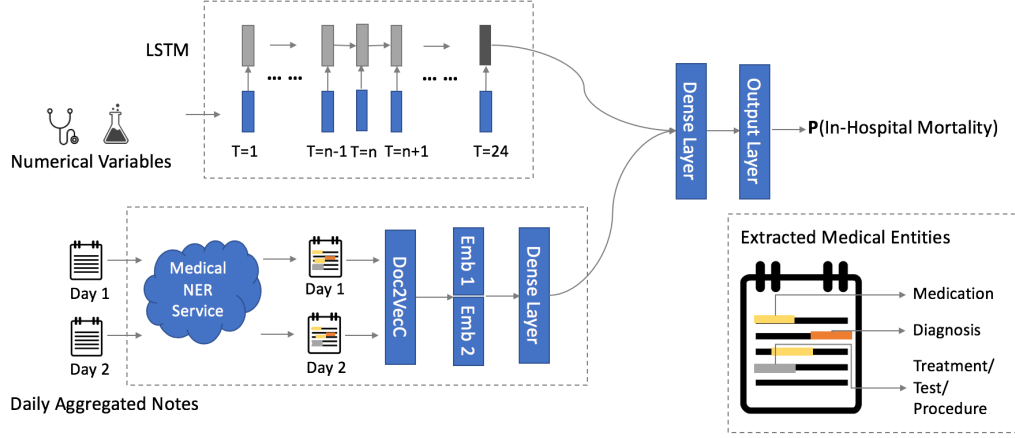 LSTM
... ...
... ...
T=1
T=n-1
T=n
T=n+1
T=24
Numerical Variables
Dense Layer
Output Layer
P(In-Hospital Mortality)
Day 1
Day 2
Medical
NER
Service
Day 1
Day 2
Doc2VecC
Emb 1
Emb 2
Dense Layer
Daily Aggregated Notes
Extracted Medical Entities
Medication
Diagnosis
Treatment/
Test/
Procedure